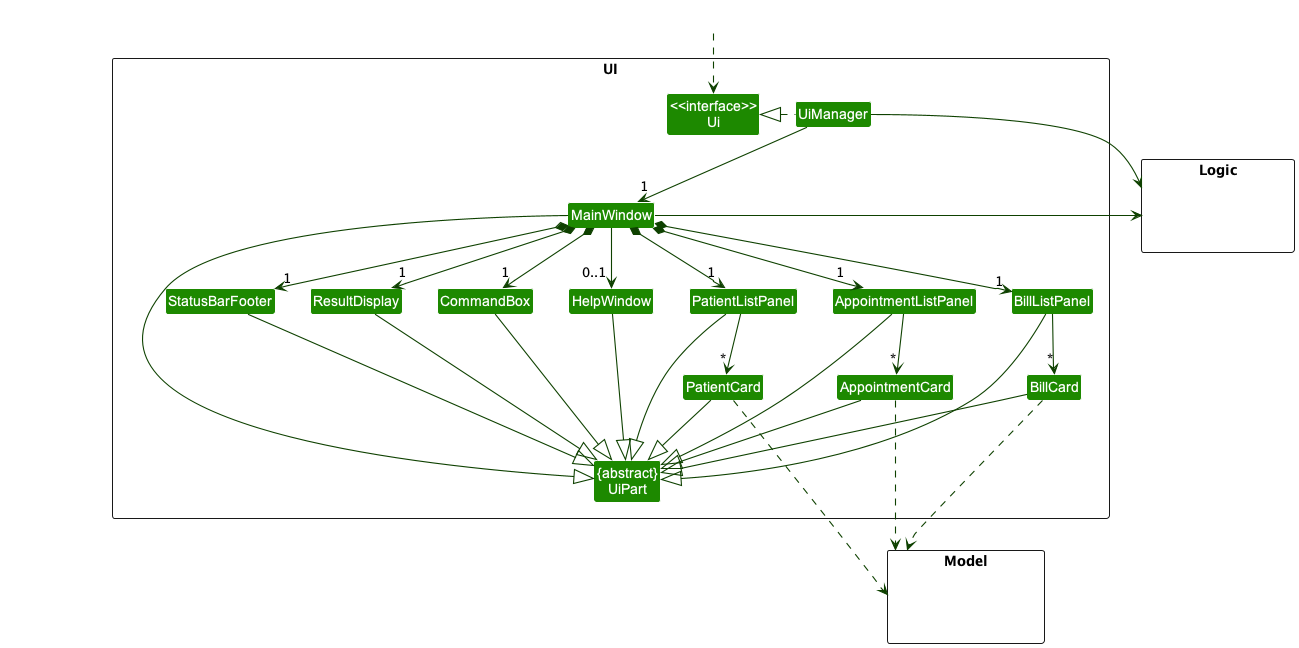 UI
<<interface>>
Ui
UiManager
Logic
1
MainWindow
1
1
1
0..1
1
1
1
StatusBarFooter
ResultDisplay
CommandBox
HelpWindow
PatientListPanel
AppointmentListPanel
BillListPanel
*
*
*
PatientCard
AppointmentCard
BillCard
{abstract}
UiPart
Model